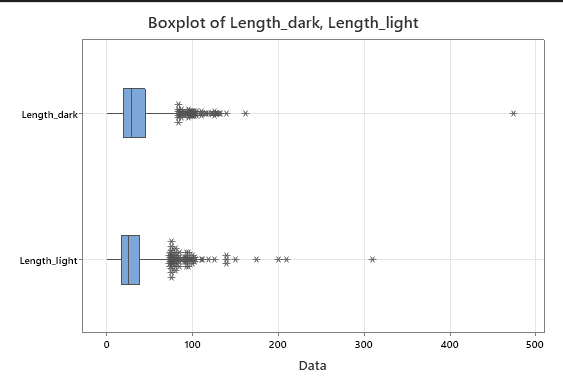 Boxplot of Length_dark, Length_light
Length_dark
Length_light
0 100 200 300 400 500
Data